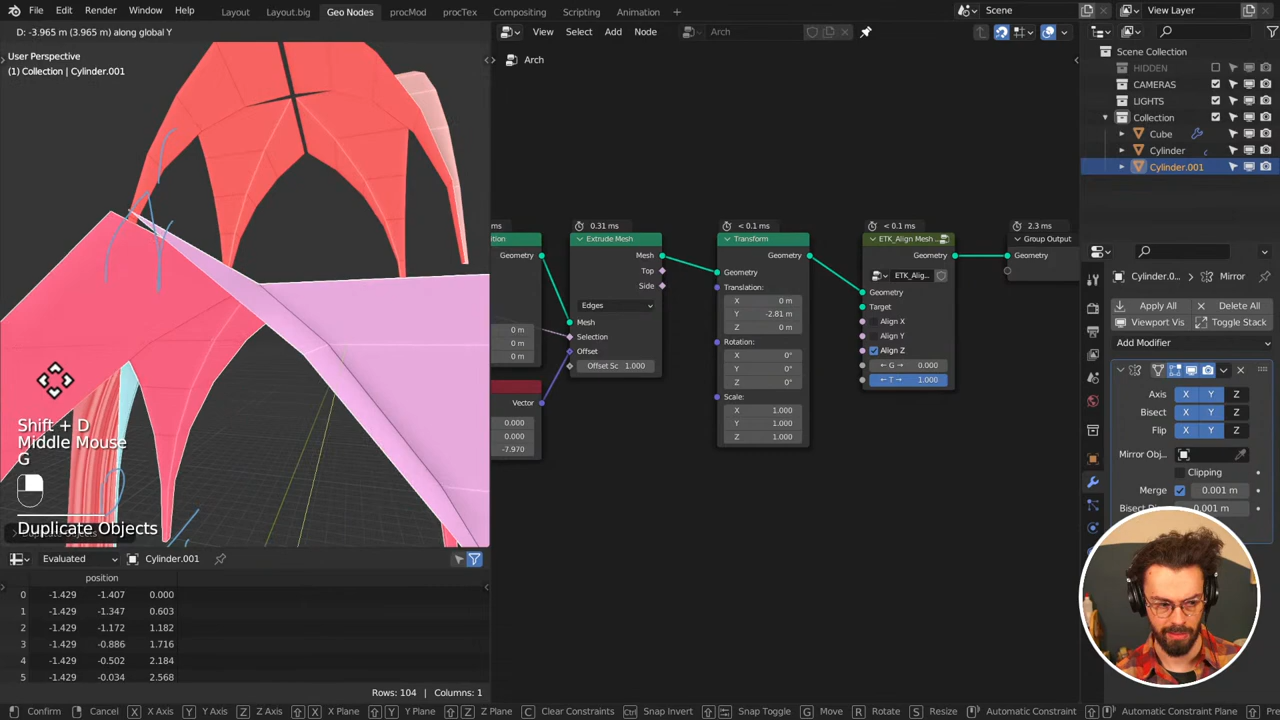 File Edit Render Window Help Layout Layout.big Geo Nodes procMod procTex Compositing Scripting Animation + Scene View Layer
D: -3.965 m (3.965 m) along global Y
View Select Add Node Arch
User Perspective
(1) Collection | Cylinder.001
Arch
Scene Collection
HIDDEN
CAMERAS
LIGHTS
Collection
Cube
Cylinder
Cylinder.001
ms
0.31 ms
< 0.1 ms
< 0.1 ms
2.3 ms
ition
Extrude Mesh
Transform
ETK_Align Mesh ..
Group Output
Mesh
Geometry
Geometry
Geometry
Top
Geometry
ETK_Alig..
Side
Translation:
Geometry
Edges
X 0 m
Target
Mesh
Y -2.81 m
Align X
0 m
Selection
Z 0 m
Align Y
0 m
Offset
Rotation:
Align Z
0 m
Offset Sc 1.000
X 0°
← G → 0.000
Y 0°
← T → 1.000
Z 0°
Vector
Scale:
0.000
X 1.000
0.000
Y 1.000
-7.970
Z 1.000
Cylinder.0...
Mirror
Apply All
Delete All
Viewport Vis
Toggle Stack
Add Modifier
Axis X Y Z
Bisect X Y Z
Flip X Y Z
Mirror Obj...
Clipping
Merge 0.001 m
Bisect Di 0.001 m
Shift + D
Middle Mouse
G
Duplicate Objects
Evaluated Cylinder.001
position
0 -1.429 -1.407 0.000
1 -1.429 -1.347 0.603
2 -1.429 -1.172 1.182
3 -1.429 -0.886 1.716
4 -1.429 -0.502 2.184
5 -1.429 -0.034 2.568
Rows: 104 | Columns: 1
Confirm Cancel X X Axis Y Y Axis Z Z Axis X X Plane Y Y Plane Z Z Plane C Clear Constraints Ctrl Snap Invert Snap Toggle G Move R Rotate S Resize Automatic Constraint Automatic Constraint Plane P